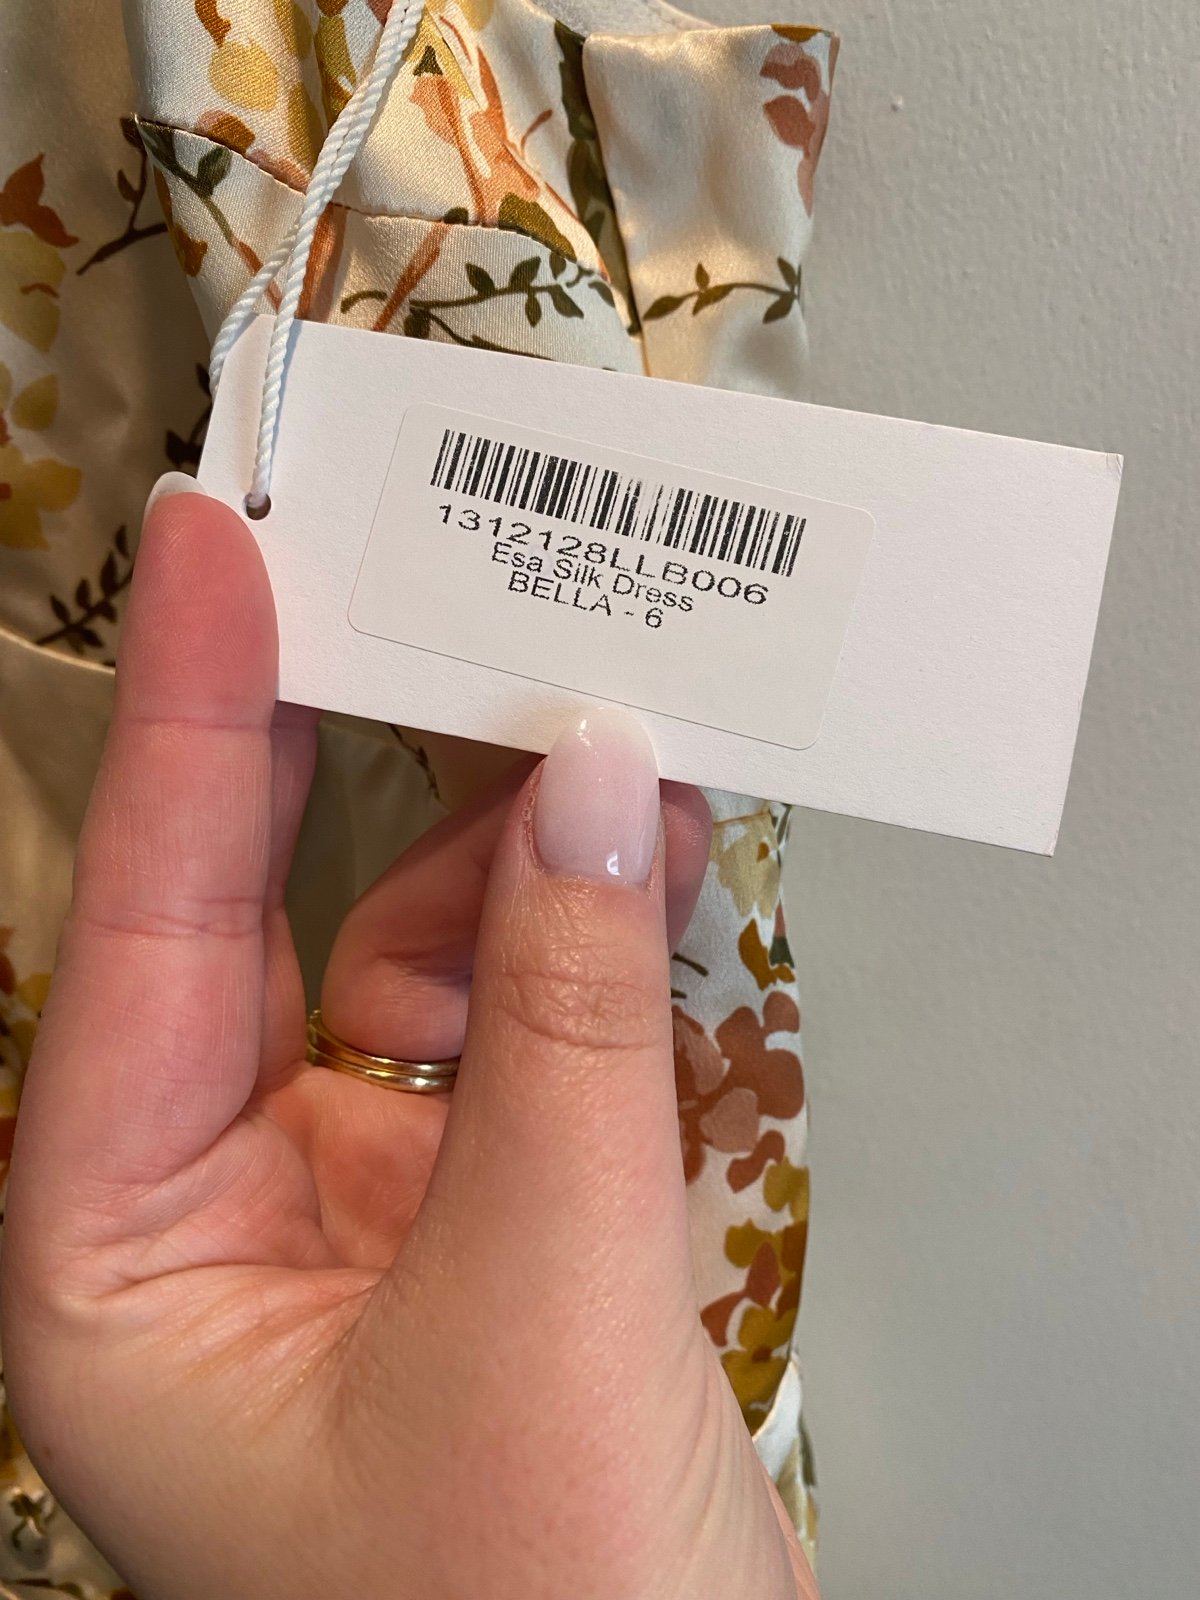 1312128LLB006
Esa Silk Dress
BELLA - 6